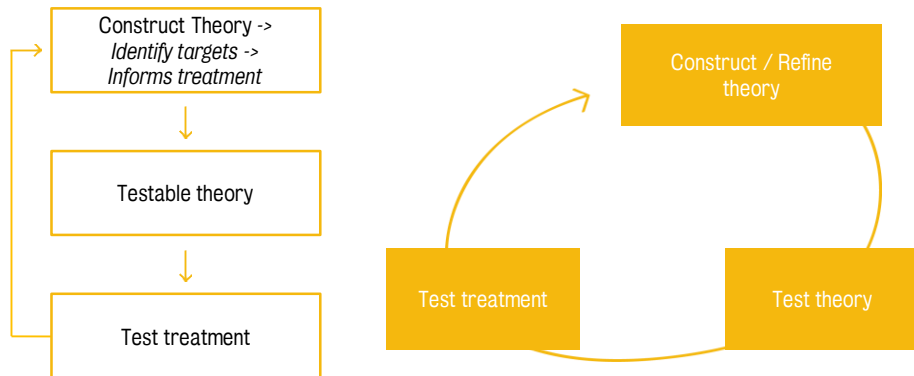 Construct Theory ->
Identify targets ->
Informs treatment
Testable theory
Test treatment
Construct / Refine
theory
Test treatment
Test theory